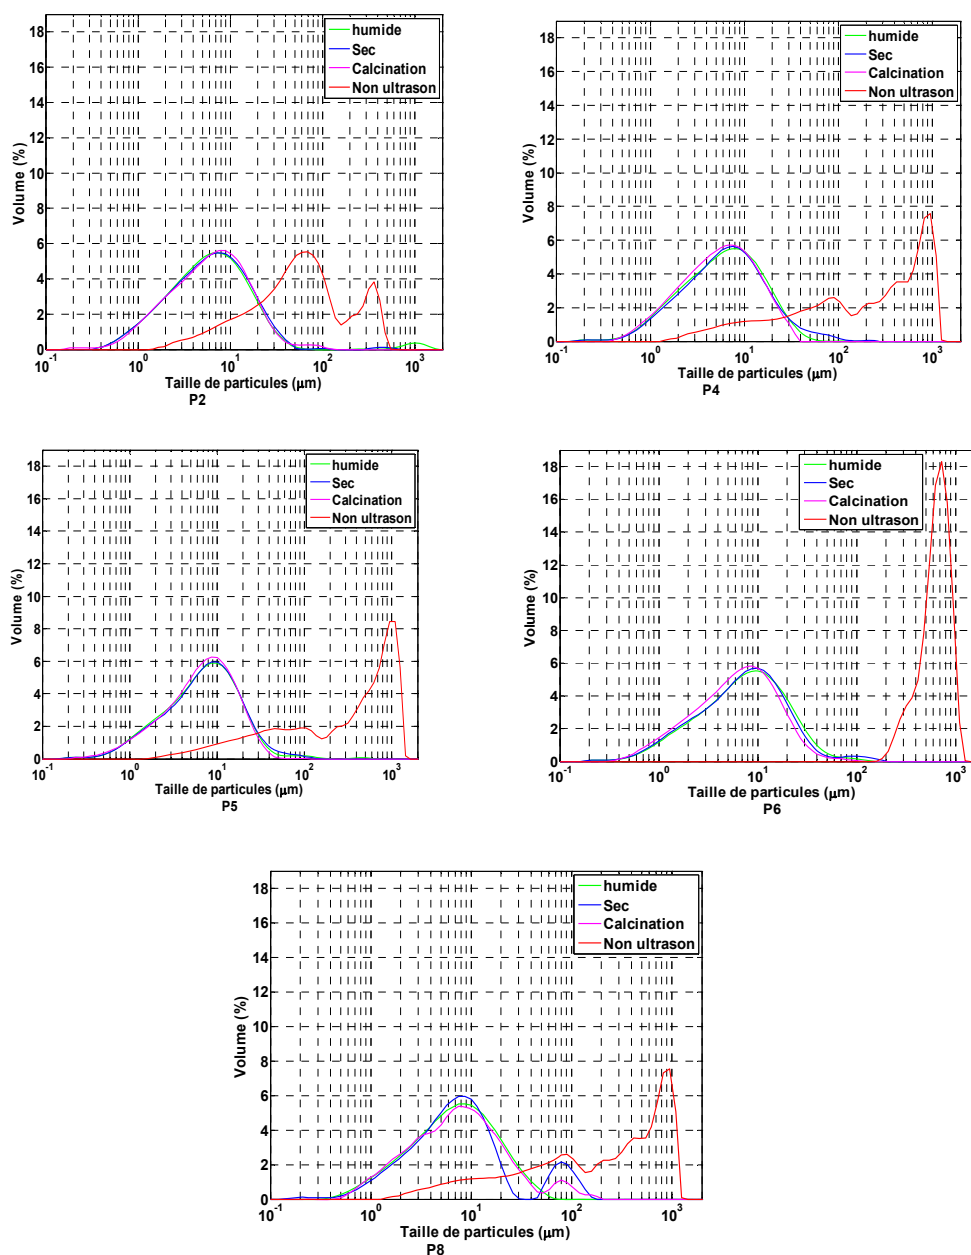 18
16
14
12
10
8
6
4
2
0
Volume (%)
humide
Sec
Calcination
Non ultrason
10-1
100
101
102
103
Taille de particules (µm)
P2
18
16
14
12
10
8
6
4
2
0
Volume (%)
humide
Sec
Calcination
Non ultrason
10-1
100
101
102
103
Taille de particules (µm)
P4
18
16
14
12
10
8
6
4
2
0
Volume (%)
humide
Sec
Calcination
Non ultrason
10-1
100
101
102
103
Taille de particules (µm)
P5
18
16
14
12
10
8
6
4
2
0
Volume (%)
humide
Sec
Calcination
Non ultrason
10-1
100
101
102
103
Taille de particules (µm)
P6
18
16
14
12
10
8
6
4
2
0
Volume (%)
humide
Sec
Calcination
Non ultrason
10-1
100
101
102
103
Taille de particules (µm)
P8